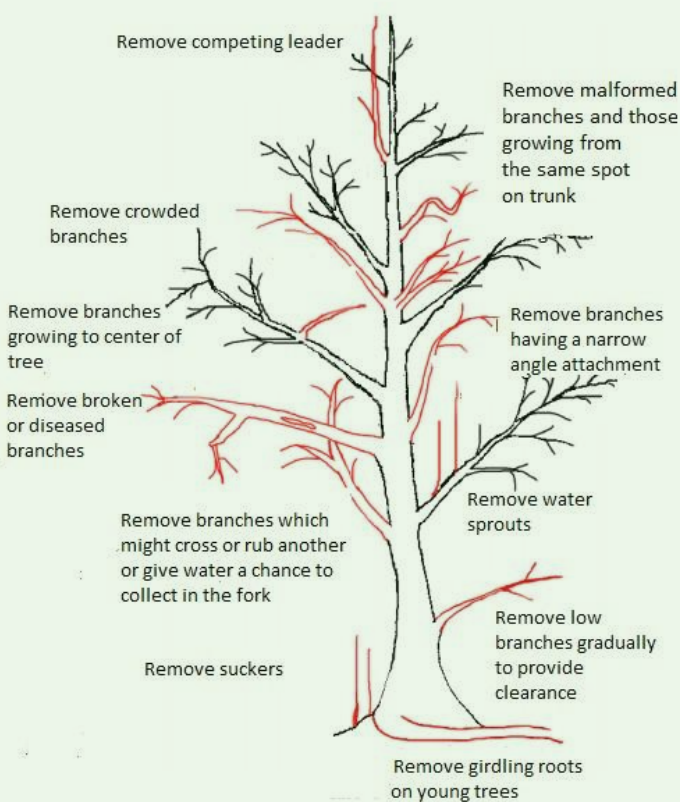 Remove competing leader
Remove malformed
branches and those
growing from
the same spot
on trunk
Remove crowded
branches
Remove branches
growing to center of
tree
Remove branches
having a narrow
angle attachment
Remove broken
or diseased
branches
Remove water
sprouts
Remove branches which
might cross or rub another
or give water a chance to
collect in the fork
Remove low
branches gradually
to provide
clearance
Remove suckers
Remove girdling roots
on young trees